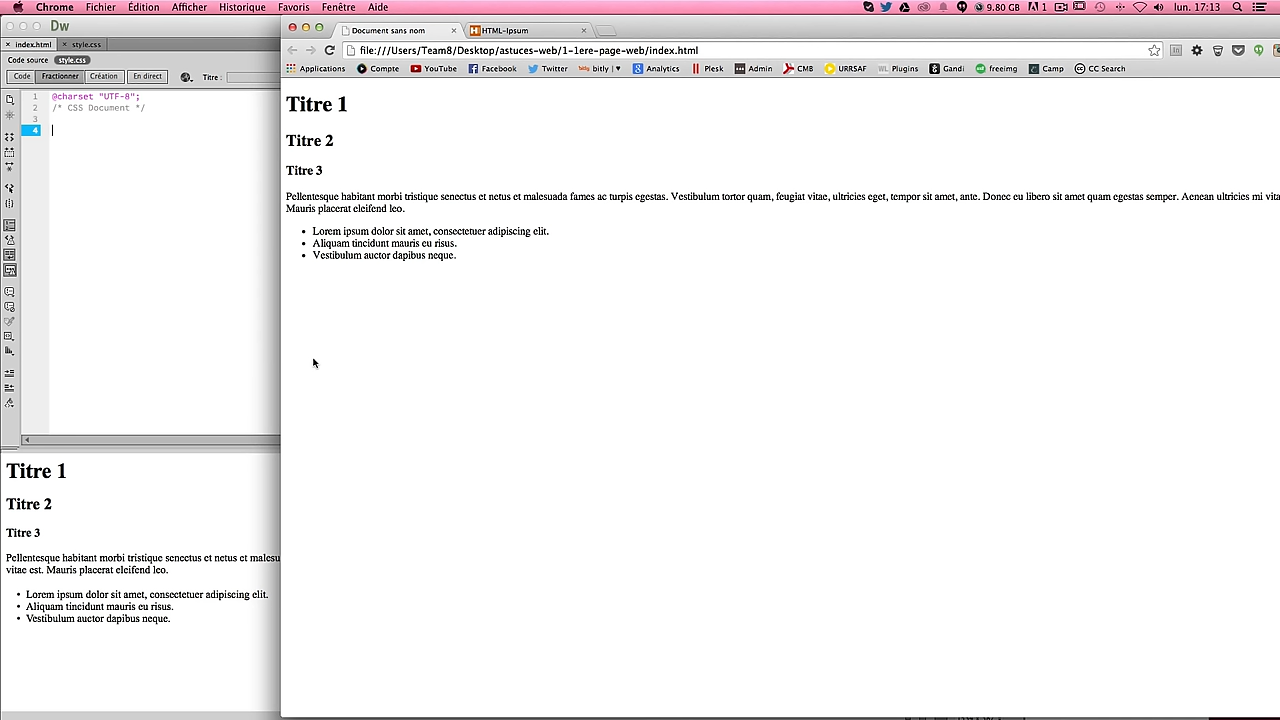 Chrome Fichier Édition Afficher Historique Favoris Fenêtre Aide 9.80 GB 1 lun. 17:13
Dw
index.html style.css
Code source style.css
Code Fractionner Création En direct Titre :
1 @charset "UTF-8";
2 /* CSS Document */
3
4
Titre 1
Titre 2
Titre 3
Pellentesque habitant morbi tristique senectus et netus et malesu
vitae est. Mauris placerat eleifend leo.
• Lorem ipsum dolor sit amet, consectetuer adipiscing elit.
• Aliquam tincidunt mauris eu risus.
• Vestibulum auctor dapibus neque.
Document sans nom HTML-Ipsum
file:///Users/Team8/Desktop/astuces-web/1-1ere-page-web/index.html
Applications Compte YouTube Facebook Twitter bitly | ♥ Analytics Plesk Admin CMB URRSAF Plugins Gandi freeimg Camp CC Search
Titre 1
Titre 2
Titre 3
Pellentesque habitant morbi tristique senectus et netus et malesuada fames ac turpis egestas. Vestibulum tortor quam, feugiat vitae, ultricies eget, tempor sit amet, ante. Donec eu libero sit amet quam egestas semper. Aenean ultricies mi vita
Mauris placerat eleifend leo.
• Lorem ipsum dolor sit amet, consectetuer adipiscing elit.
• Aliquam tincidunt mauris eu risus.
• Vestibulum auctor dapibus neque.